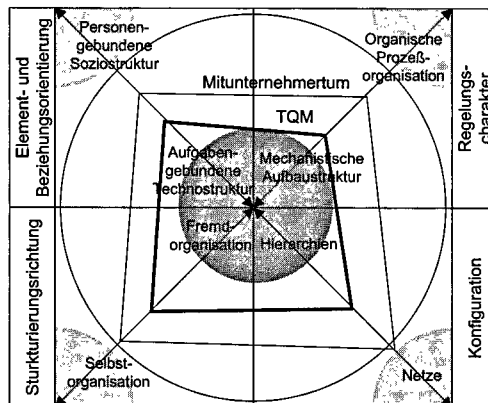 Element- und
Beziehungsorientierung
Personen-
gebundene
Soziostruktur
Organische
Prozeß-
organisation
Regelungs-
charakter
Mitunternehmertum
TQM
Aufgaben-
gebundene
Technostruktur
Mechanistische
Aufbaustruktur
Fremd-
organisation
Hierarchien
Sturkturierungsrichtung
Selbst-
organisation
Netze
Konfiguration